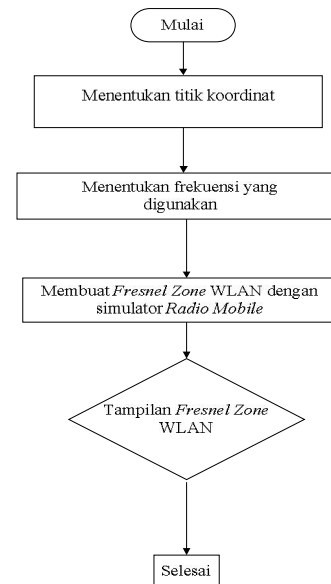 Mulai
Menentukan titik koordinat
Menentukan frekuensi yang
digunakan
Membuat Fresnel Zone WLAN dengan
simulator Radio Mobile
Tampilan Fresnel Zone
WLAN
Selesai